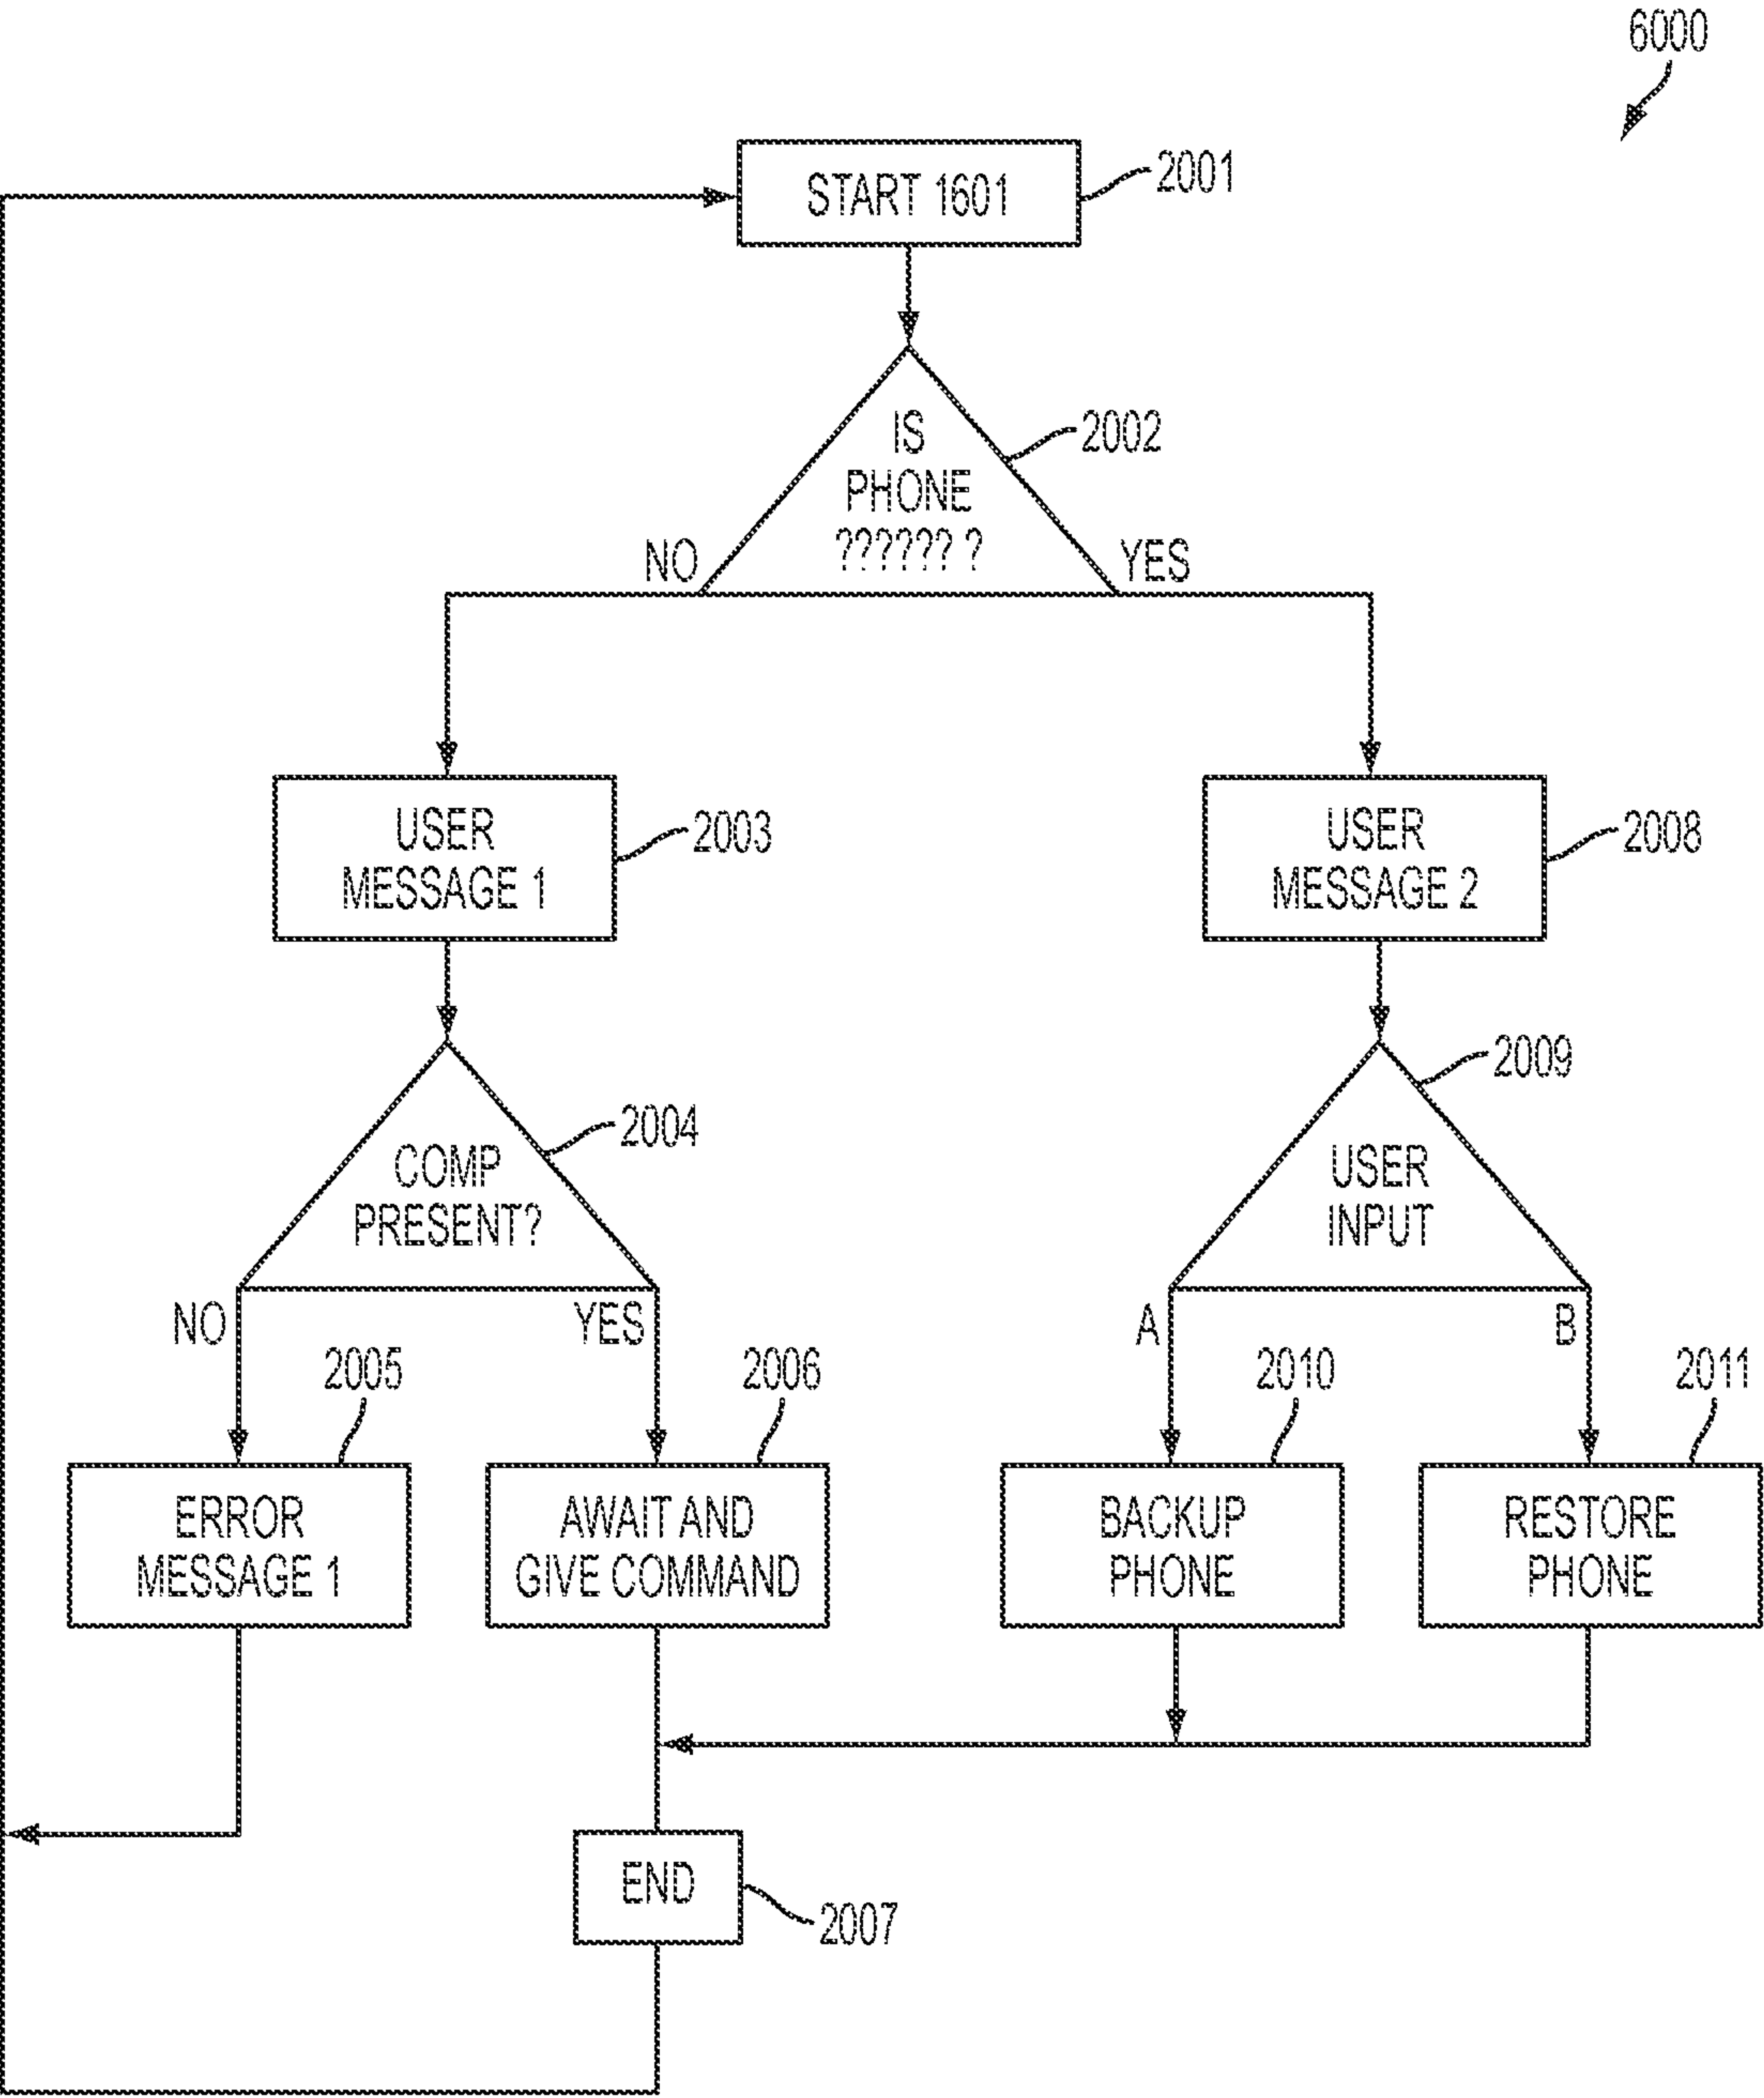 6000
START 1601
2001
IS
PHONE
?????? ?
2002
NO
YES
USER
MESSAGE 1
2003
USER
MESSAGE 2
2008
COMP
PRESENT?
2004
USER
INPUT
2009
NO
YES
A
B
2005
2006
2010
2011
ERROR
MESSAGE 1
AWAIT AND
GIVE COMMAND
BACKUP
PHONE
RESTORE
PHONE
END
2007